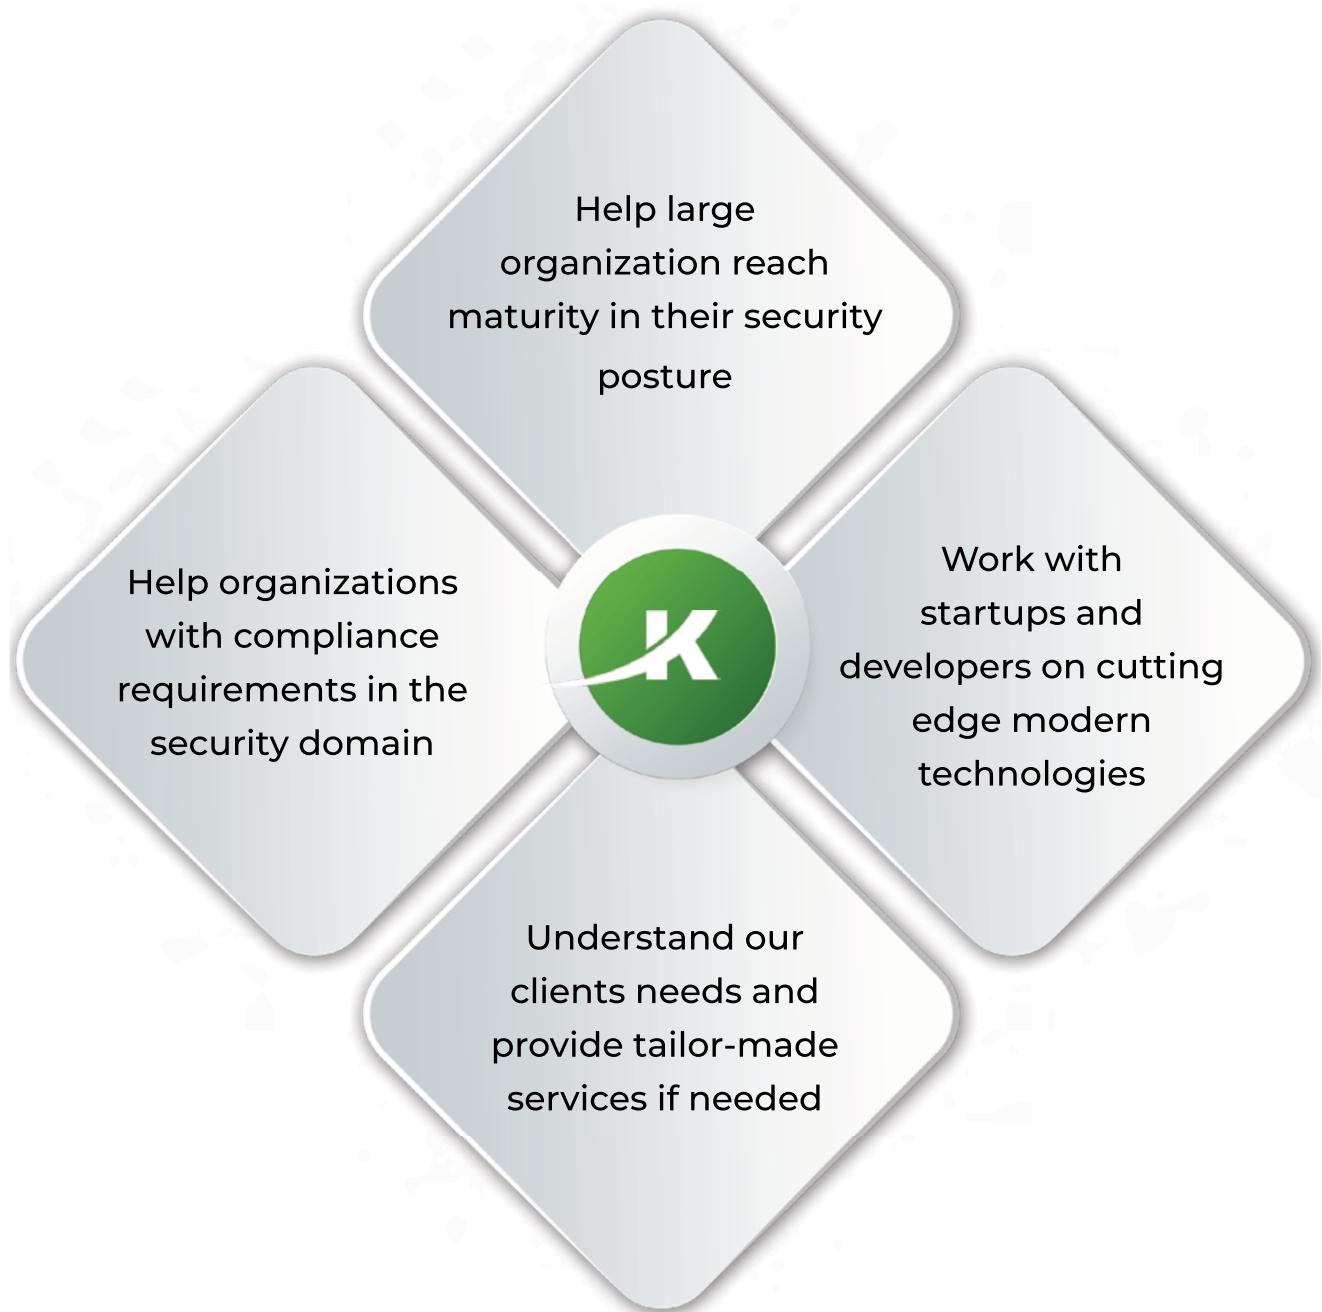 Help large
organization reach
maturity in their security
posture
Help organizations
with compliance
requirements in the
security domain
K
Work with
startups and
developers on cutting
edge modern
technologies
Understand our
clients needs and
provide tailor-made
services if needed